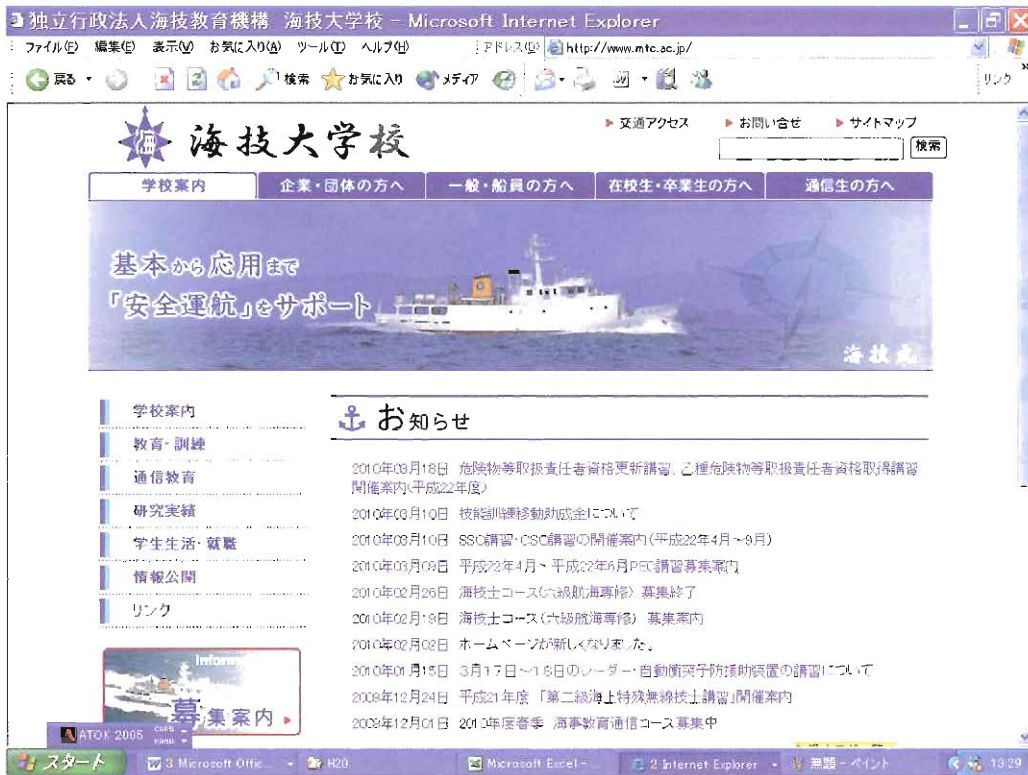 独立行政法人海技教育機構 海技大学校 - Microsoft Internet Explorer
ファイル(F) 編集(E) 表示(V) お気に入り(A) ツール(T) ヘルプ(H) アドレス(D) http://www.mtc.ac.jp/
戻る 検索 お気に入り メディア リンク
海技大学校
交通アクセス お問い合せ サイトマップ
検索
学校案内 企業・団体の方へ 一般・船員の方へ 在校生・卒業生の方へ 通信生の方へ
基本から応用まで
「安全運航」をサポート
海技丸
学校案内
教育・訓練
通信教育
研究実績
学生生活・就職
情報公開
リンク
募集案内
お知らせ
2010年03月18日 危険物等取扱責任者資格更新講習、乙種危険物等取扱責任者資格取得講習
開催案内(平成22年度)
2010年03月10日 技能訓練移動助成金について
2010年03月10日 SSO講習・CSO講習の開催案内(平成22年4月~9月)
2010年03月09日 平成22年4月~平成22年6月PEC講習募集案内
2010年02月26日 海技士コース(六級航海専修) 募集終了
2010年02月19日 海技士コース(六級航海専修) 募集案内
2010年02月02日 ホームページが新しくなりました。
2010年01月15日 3月17日~18日のレーダー・自動衝突予防援助装置の講習について
2009年12月24日 平成21年度 「第二級海上特殊無線技士講習」開催案内
2009年12月01日 2010年度春季 海事教育通信コース募集中
ATOK 2005 CAPS KANA
スタート 3 Microsoft Offic... H20 Microsoft Excel - ... 2 Internet Explorer 無題 - ペイント 13:29